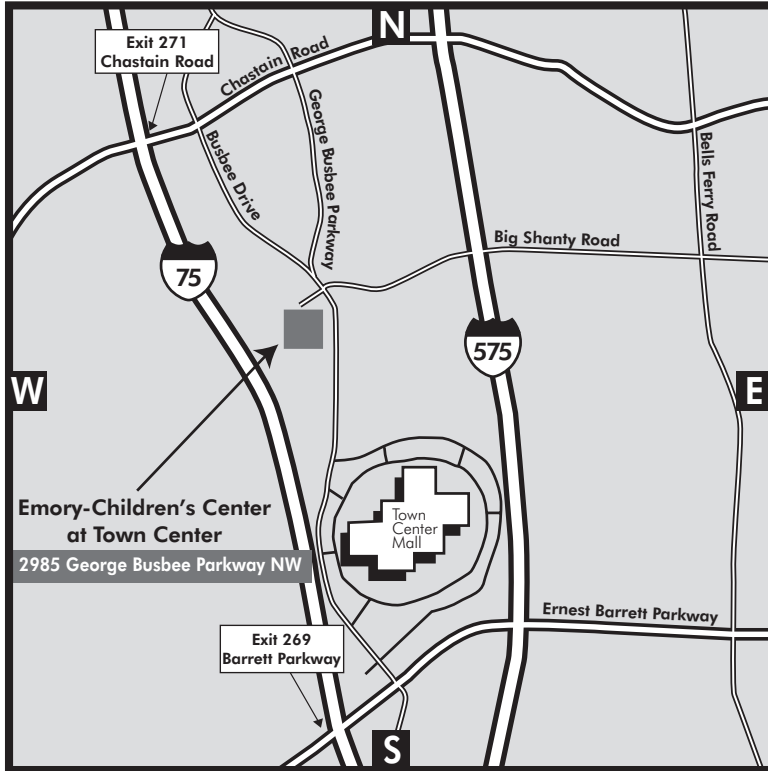 N
Exit 271
Chastain Road
Chastain Road
George Busbee Parkway
Busbee Drive
Bells Ferry Road
Big Shanty Road
75
575
W
E
Emory-Children's Center
at Town Center
2985 George Busbee Parkway NW
Town
Center
Mall
Ernest Barrett Parkway
Exit 269
Barrett Parkway
S